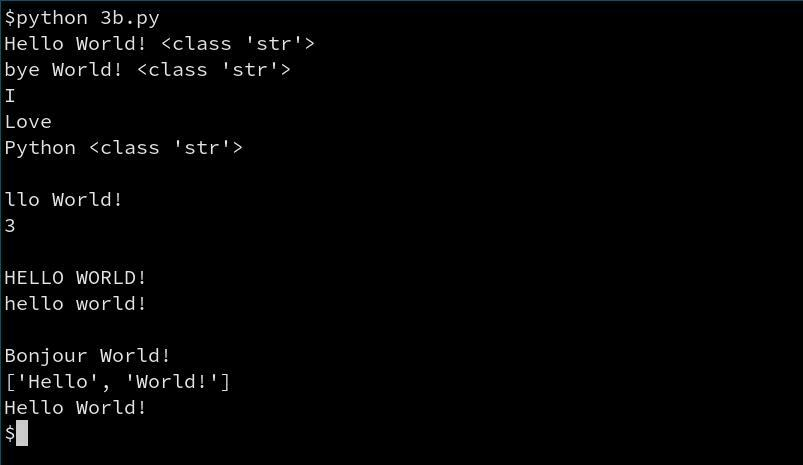 $python 3b.py
Hello World! <class 'str'>
bye World! <class 'str'>
I
Love
Python <class 'str'>
llo World!
3
HELLO WORLD!
hello world!
Bonjour World!
['Hello', 'World!']
Hello World!
$